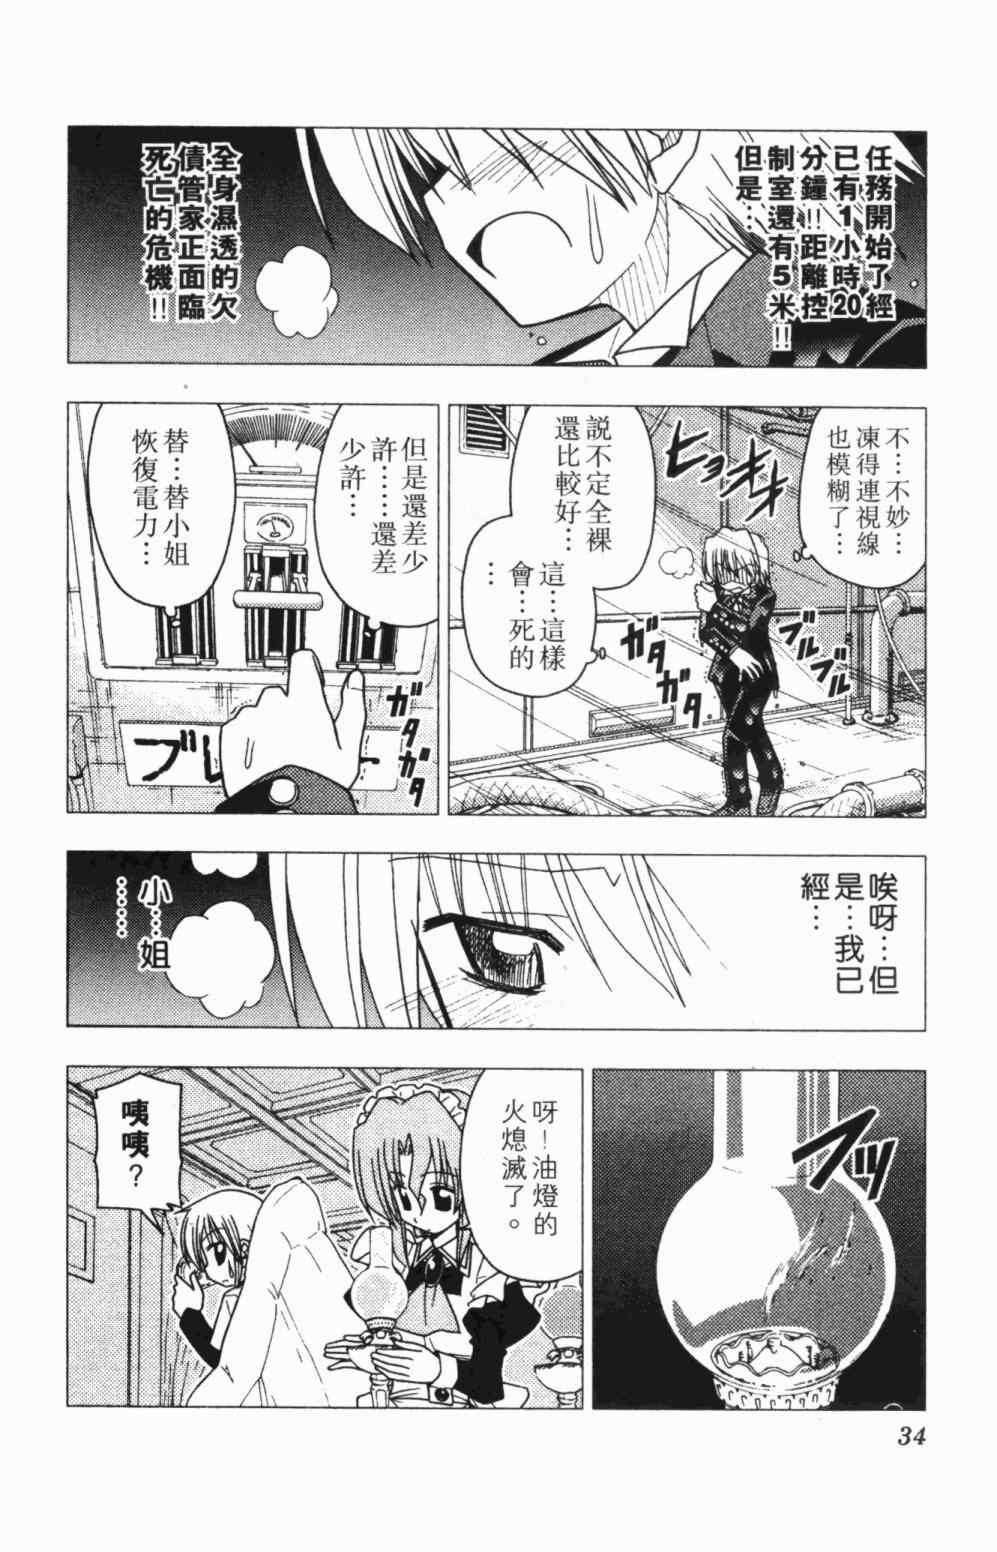 任務開始了經
已有1小時20
分鐘!!距離控
制室還有5米!!
但是…
全身濕透的欠
債管家正面臨
死亡的危機!!
不…不妙…
凍得連視線
也模糊了…
ヒョオオ
說不定全裸
還比較好…
這…這樣
會…死的
…
ブルブル
ガタガタ
但是還差少
許……還差
少許…
替…替小姐
恢復電力…
ガタガタ
ブレ
唉呀…但
是…我已
經…
小…姐
……
フッ
呀!油燈的
火熄滅了。
咦咦?
34